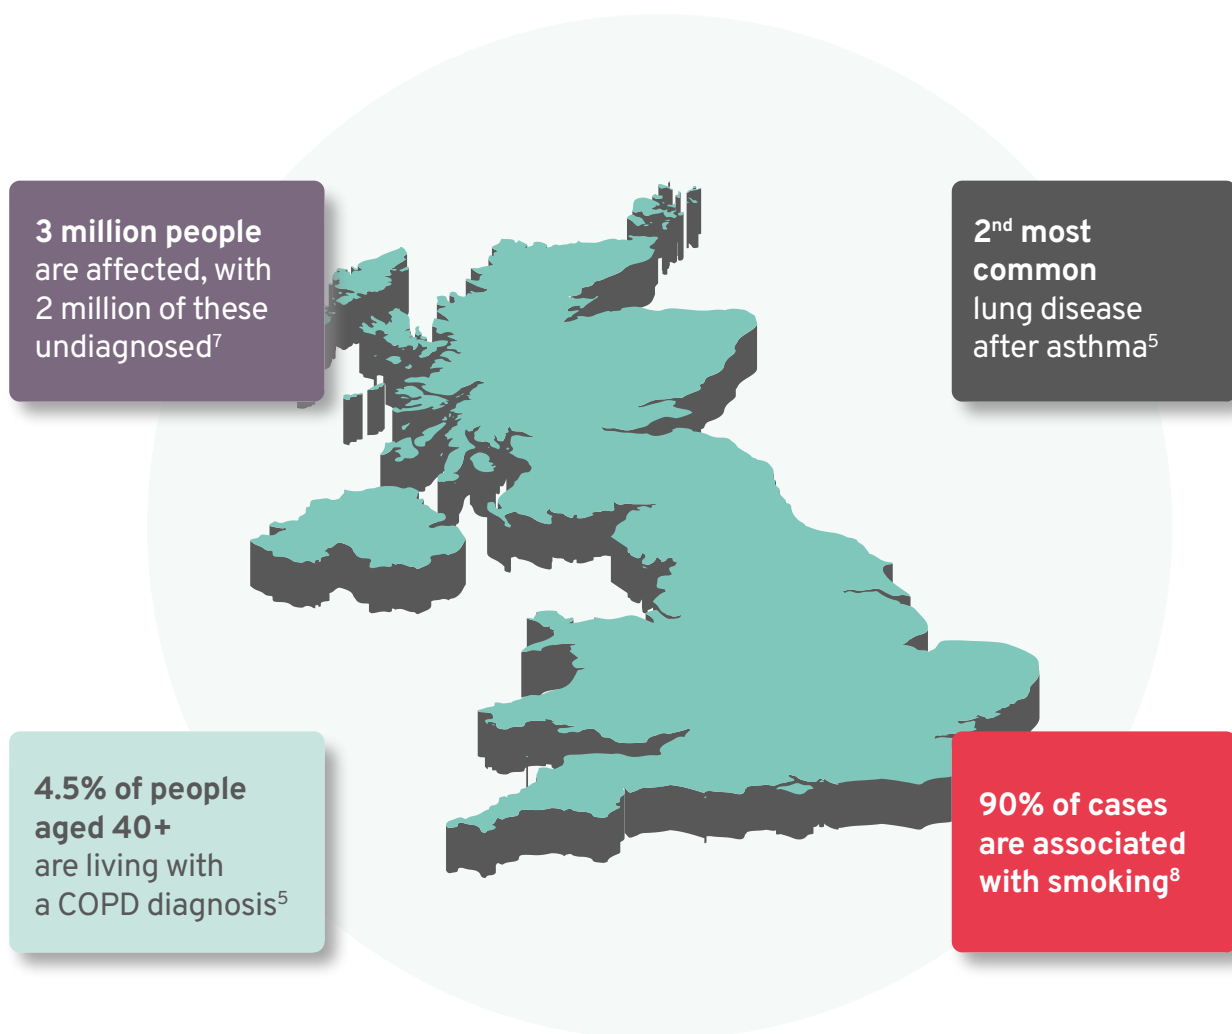 3 million people
are affected, with
2 million of these
undiagnosed⁷
2ⁿᵈ most
common
lung disease
after asthma⁵
4.5% of people
aged 40+
are living with
a COPD diagnosis⁵
90% of cases
are associated
with smoking⁸